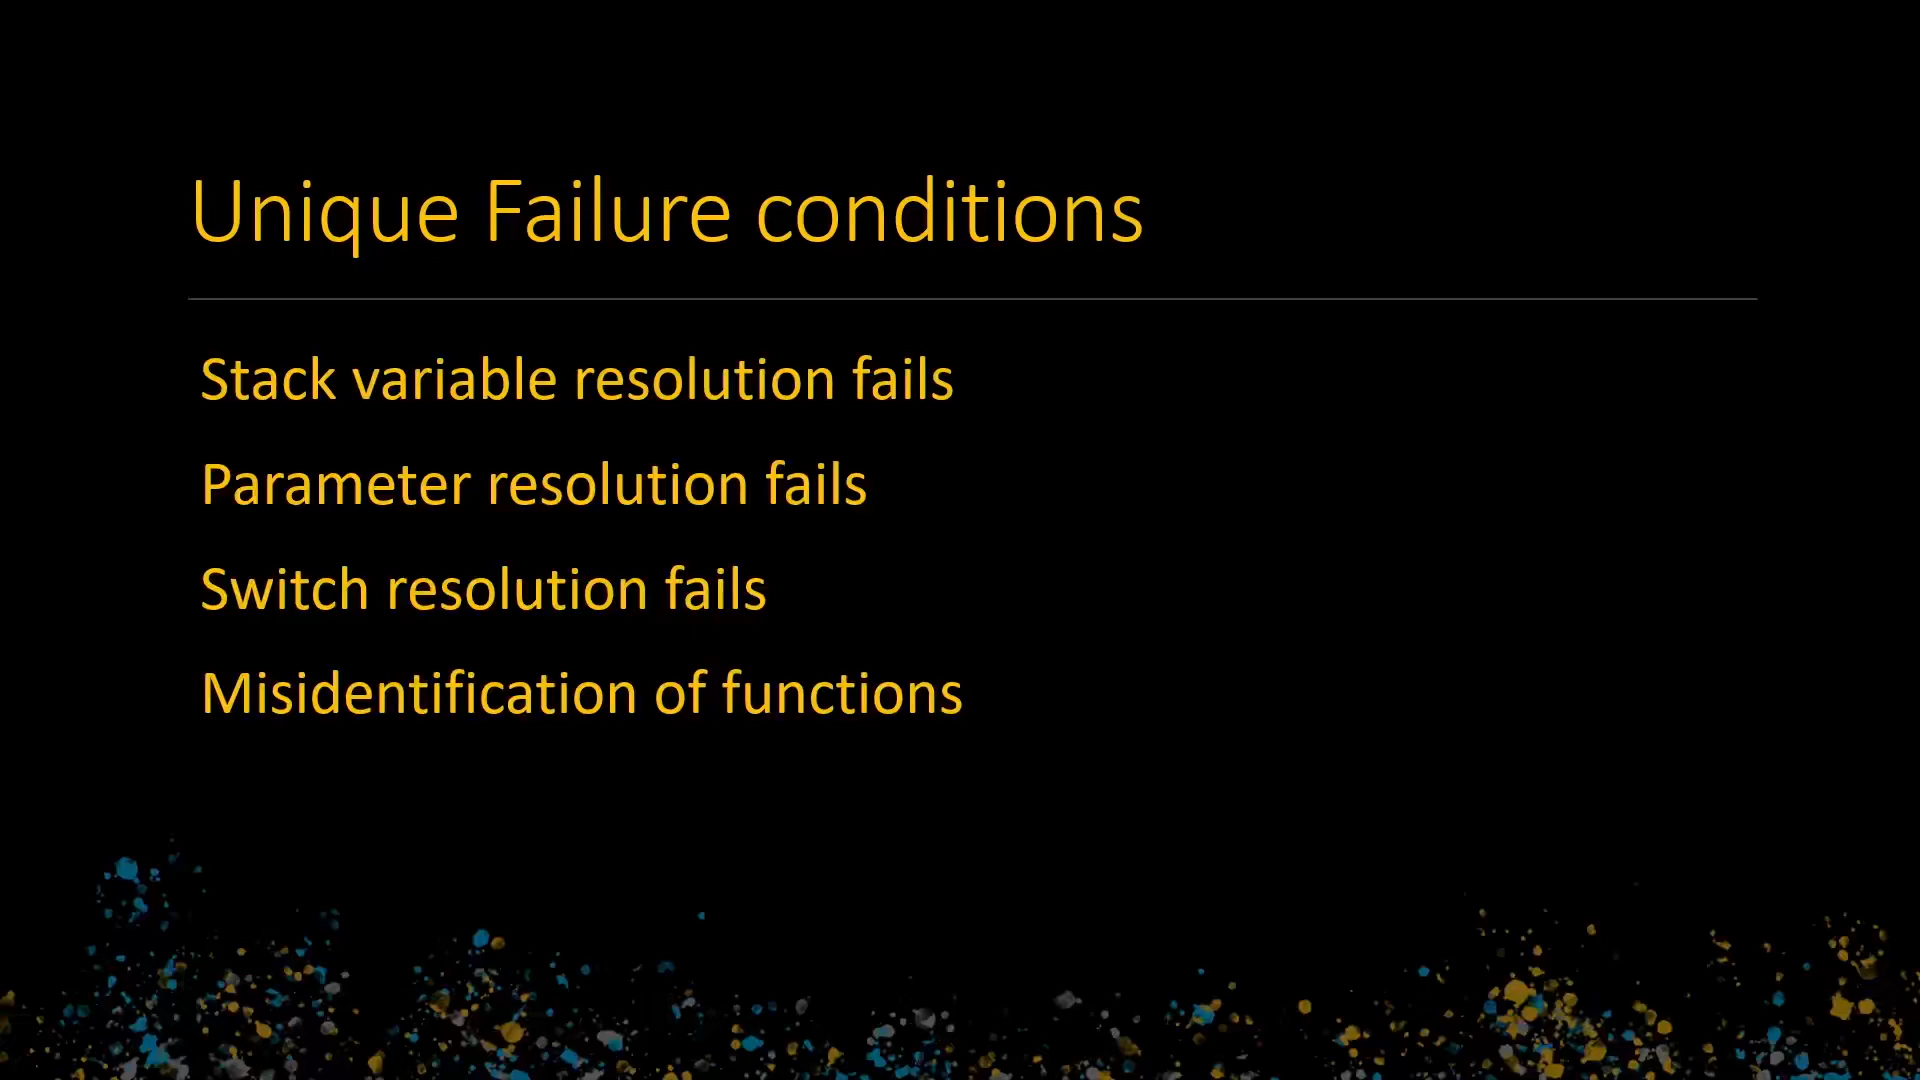 Unique Failure conditions
Stack variable resolution fails
Parameter resolution fails
Switch resolution fails
Misidentification of functions